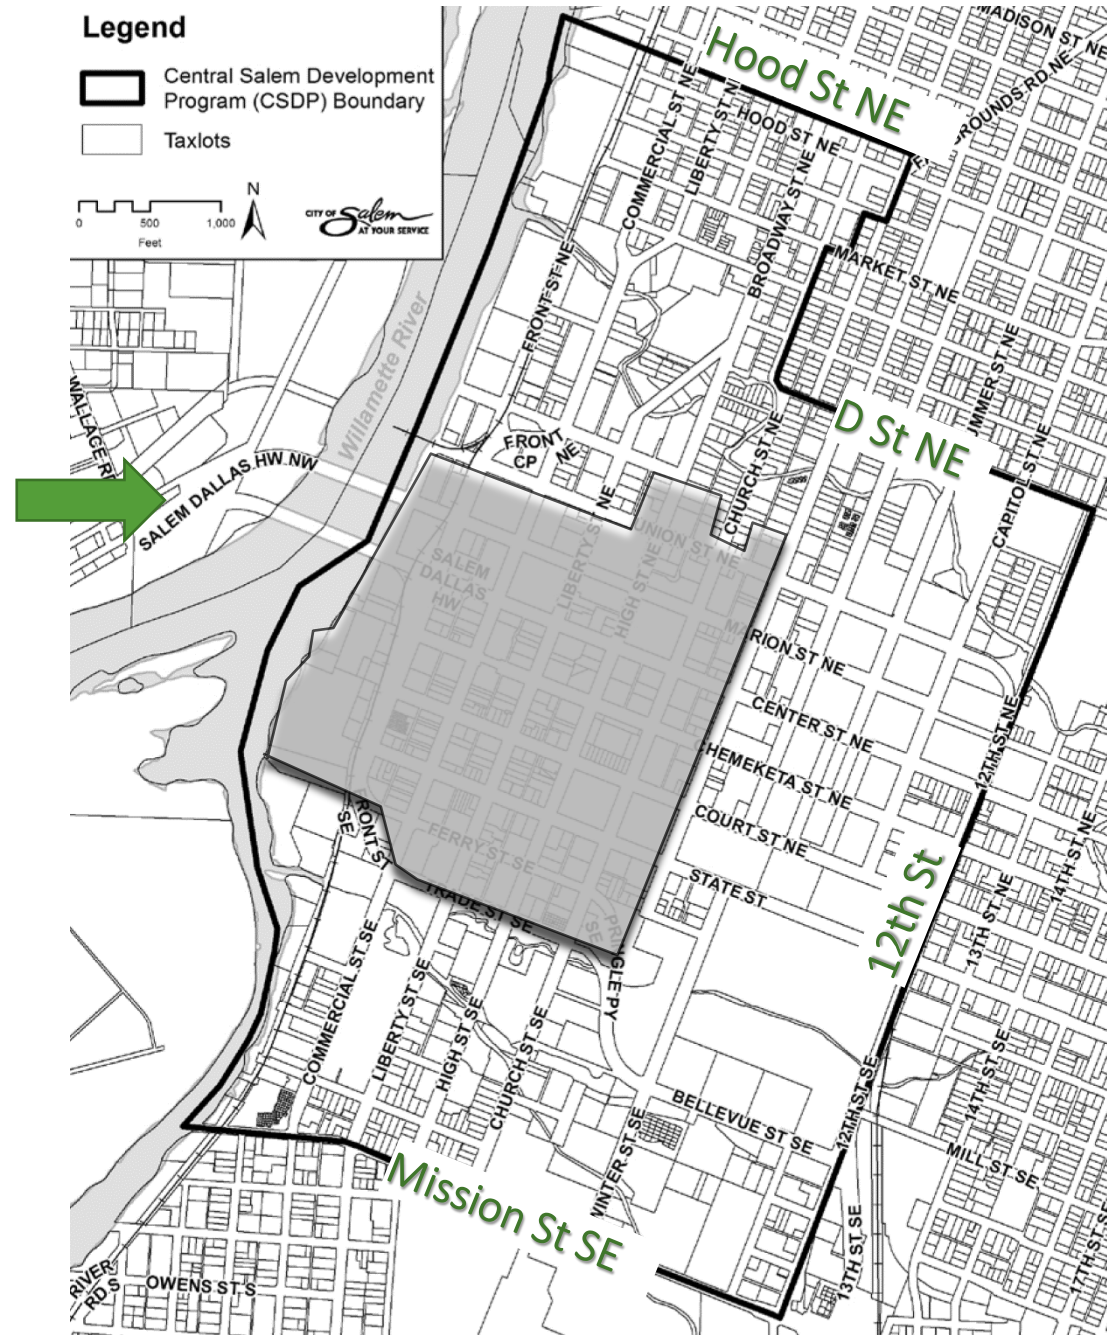 Legend
Central Salem Development
Program (CSDP) Boundary
Taxlots
0 500 1,000
Feet
N
CITY OF Salem
AT YOUR SERVICE
Hood St NE
MADISON ST NE
HOOD ST NE
COMMERCIAL ST NE
LIBERTY ST N
BROADWAY ST NE
MARKET ST NE
FRONT ST NE
Willamette River
WALLACE R
SALEM DALLAS HW NW
FRONT
CP
NE
CHURCH ST NE
D St NE
CAPITOL ST NE
UNION ST NE
LIBERTY ST NE
HIGH ST NE
SALEM
DALLAS
HW
MARION ST NE
CENTER ST NE
CHEMEKETA ST NE
COURT ST NE
STATE ST
12TH ST NE
12th St
13TH ST NE
14TH ST NE
FERRY ST SE
TRADE ST SE
PRINGLE PY
SE
COMMERCIAL ST SE
LIBERTY ST SE
HIGH ST SE
CHURCH ST SE
WINTER ST SE
BELLEVUE ST SE
12TH ST SE
14TH ST SE
MILL ST SE
13TH ST SE
17TH ST SE
Mission St SE
RIVER
RD S
OWENS ST S